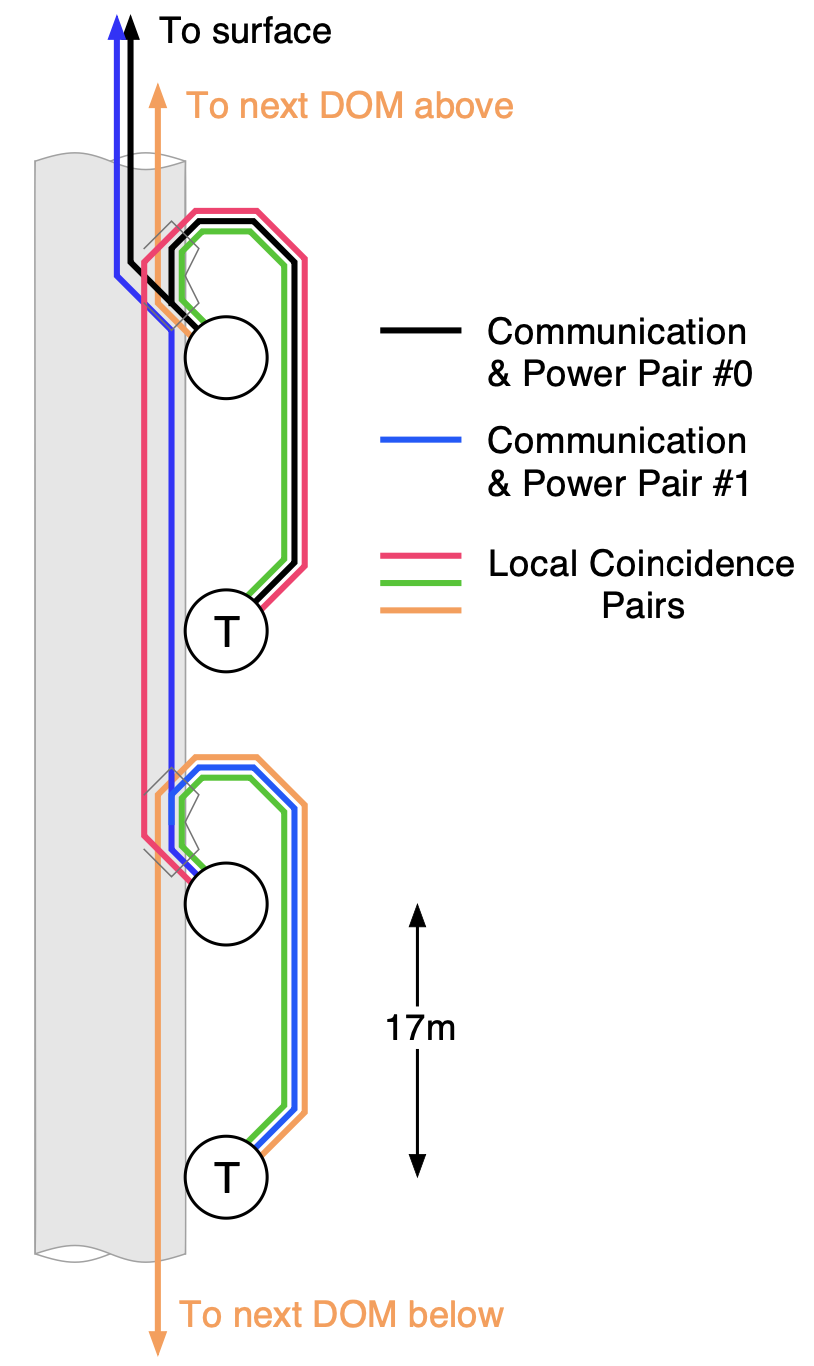 To surface
To next DOM above
Communication
& Power Pair #0
Communication
& Power Pair #1
Local Coincidence
Pairs
T
17m
T
To next DOM below